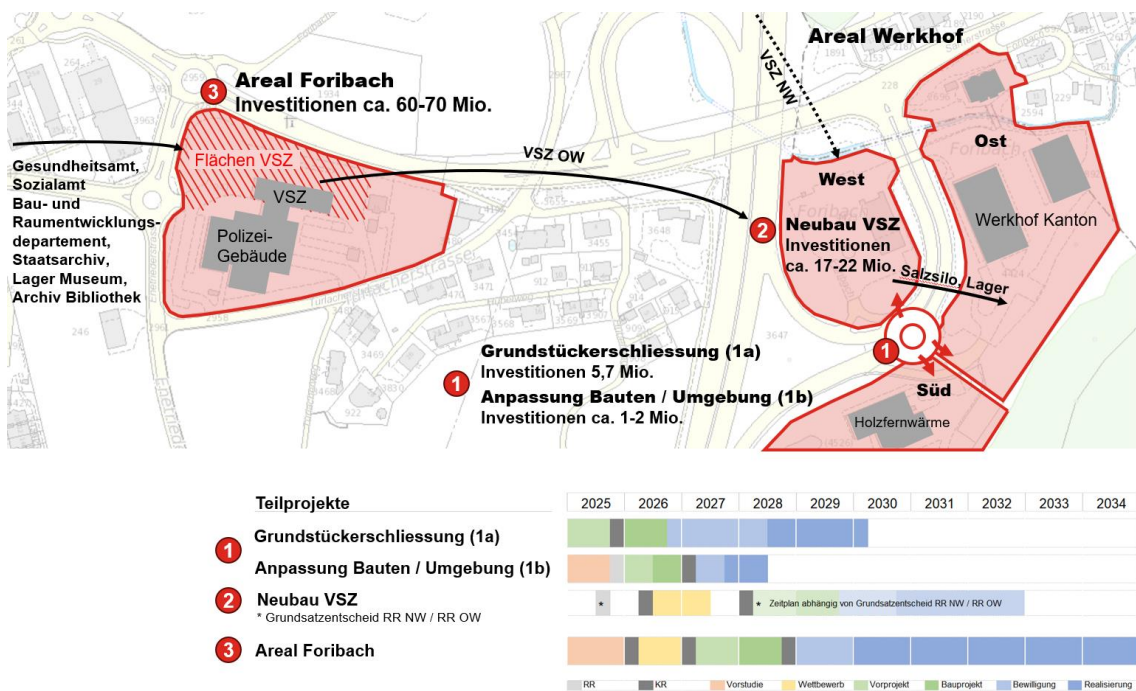 Areal Werkhof
3 Areal Foribach
Investitionen ca. 60-70 Mio.
VSZ NW
VSZ OW
Gesundheitsamt,
Sozialamt
Bau- und
Raumentwicklungs-
departement,
Staatsarchiv,
Lager Museum,
Archiv Bibliothek
Flächen VSZ
VSZ
Polizei-
Gebäude
West
2 Neubau VSZ
Investitionen
ca. 17-22 Mio.
Ost
Werkhof Kanton
Salzsilo, Lager
1
Süd
Holzfernwärme
1
Grundstückerschliessung (1a)
Investitionen 5,7 Mio.
Anpassung Bauten / Umgebung (1b)
Investitionen ca. 1-2 Mio.
Teilprojekte
2025 2026 2027 2028 2029 2030 2031 2032 2033 2034
1
Grundstückerschliessung (1a)
Anpassung Bauten / Umgebung (1b)
2 Neubau VSZ
* Grundsatzentscheid RR NW / RR OW
*
* Zeitplan abhängig von Grundsatzentscheid RR NW / RR OW
3 Areal Foribach
RR KR Vorstudie Wettbewerb Vorprojekt Bauprojekt Bewilligung Realisierung